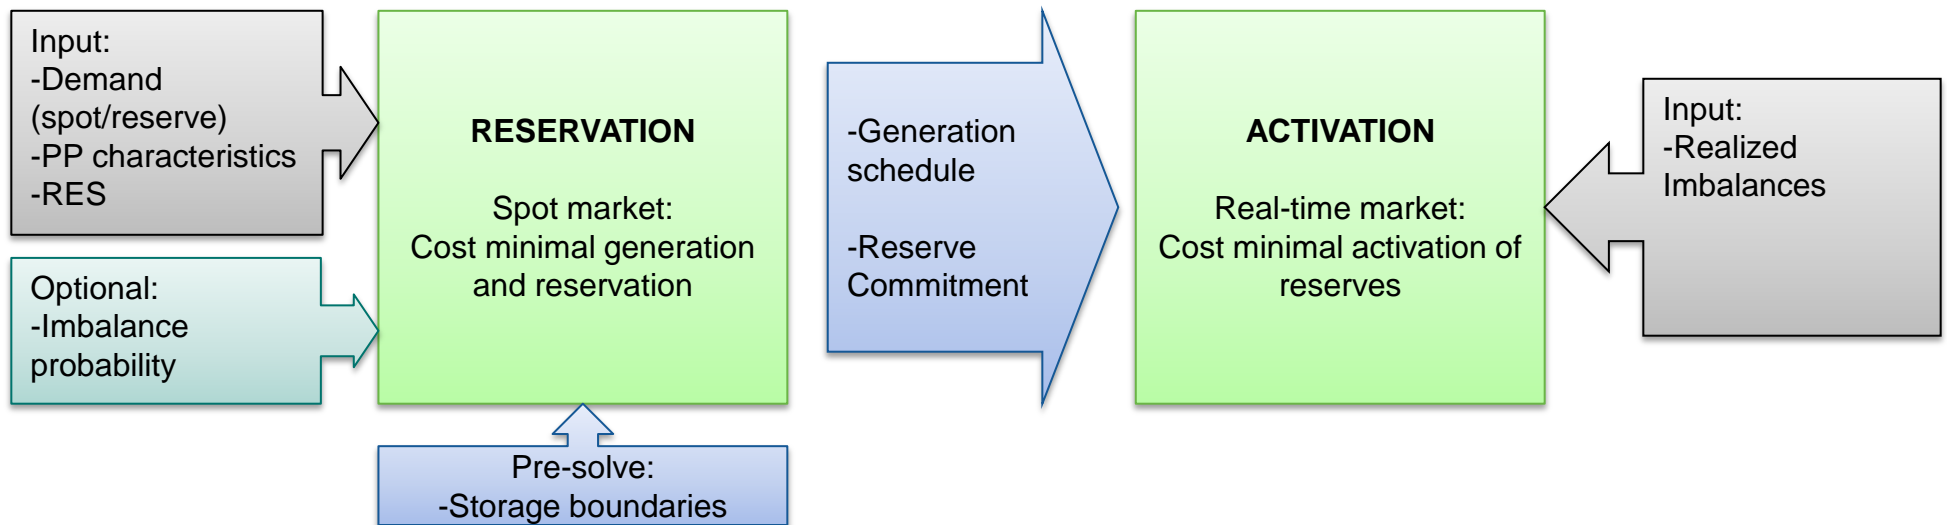 Input:
-Demand
(spot/reserve)
-PP characteristics
-RES
Optional:
-Imbalance
probability
RESERVATION
Spot market:
Cost minimal generation
and reservation
Pre-solve:
-Storage boundaries
-Generation
schedule
-Reserve
Commitment
ACTIVATION
Real-time market:
Cost minimal activation of
reserves
Input:
-Realized
Imbalances